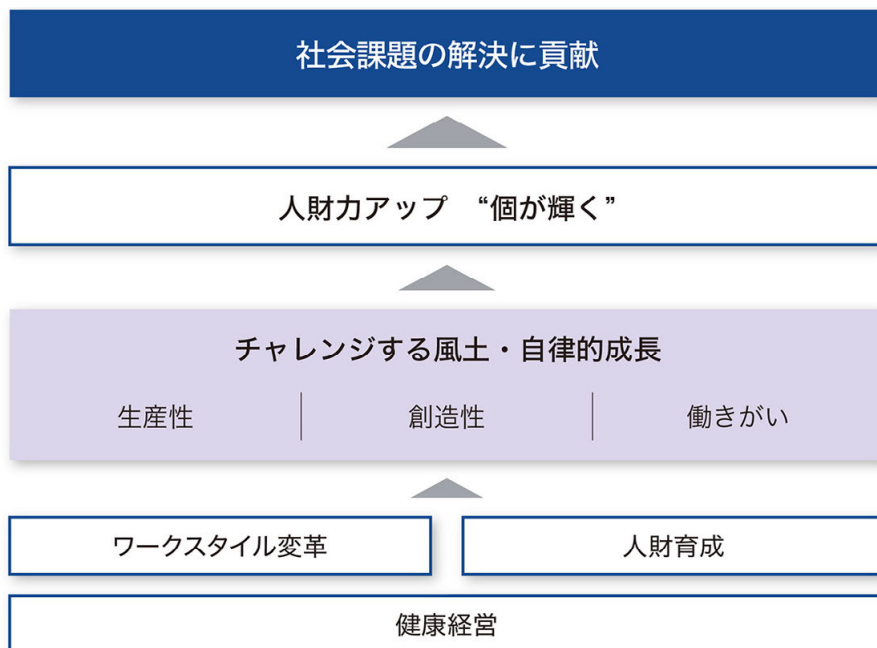 社会課題の解決に貢献
人財力アップ “個が輝く”
チャレンジする風土・自律的成長
生産性 創造性 働きがい
ワークスタイル変革 人財育成
健康経営